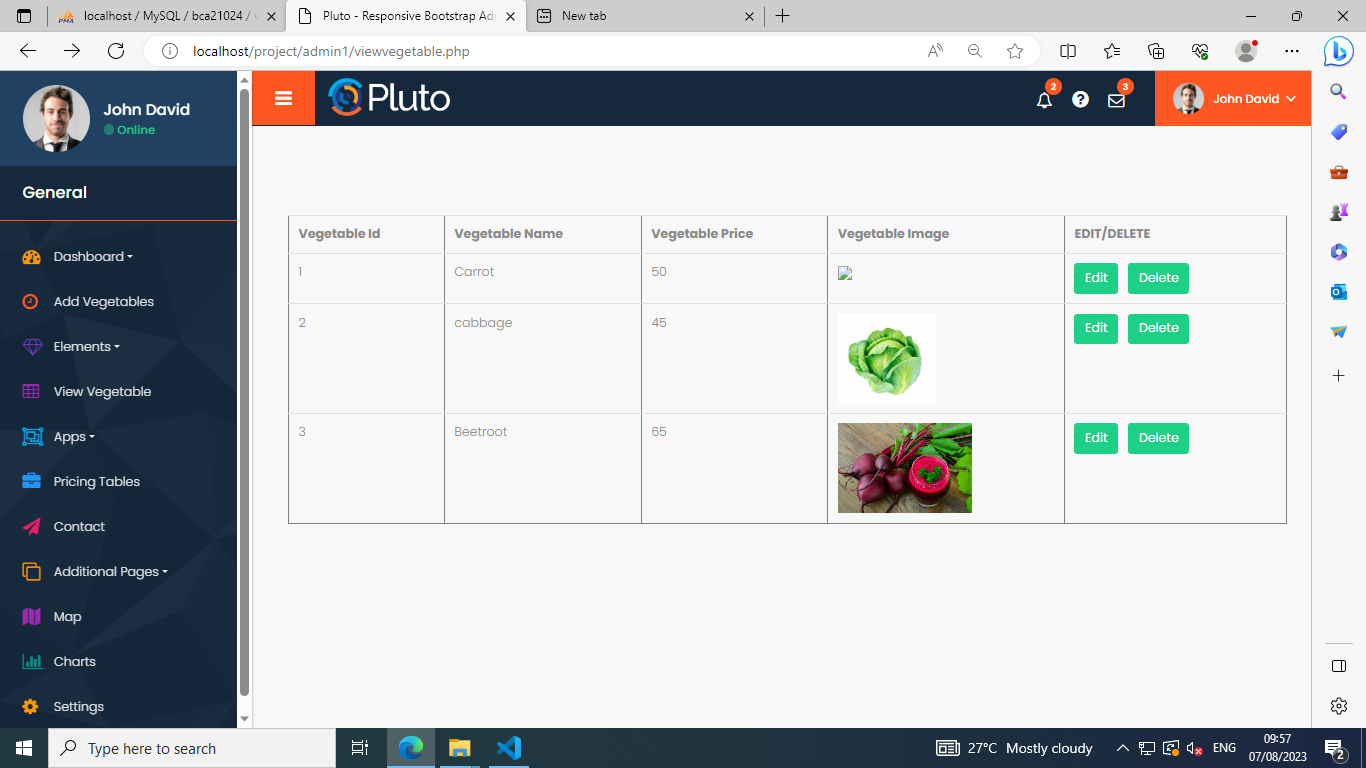 localhost / MySQL / bca21024 / v
Pluto - Responsive Bootstrap Adm
New tab
localhost/project/admin1/viewvegetable.php
John David
Online
Pluto
2
3
John David
General
Dashboard
Add Vegetables
Elements
View Vegetable
Apps
Pricing Tables
Contact
Additional Pages
Map
Charts
Settings
Vegetable Id Vegetable Name Vegetable Price Vegetable Image EDIT/DELETE
1 Carrot 50 Edit Delete
2 cabbage 45 Edit Delete
3 Beetroot 65 Edit Delete
Type here to search
27°C Mostly cloudy
ENG
09:57
07/08/2023
2